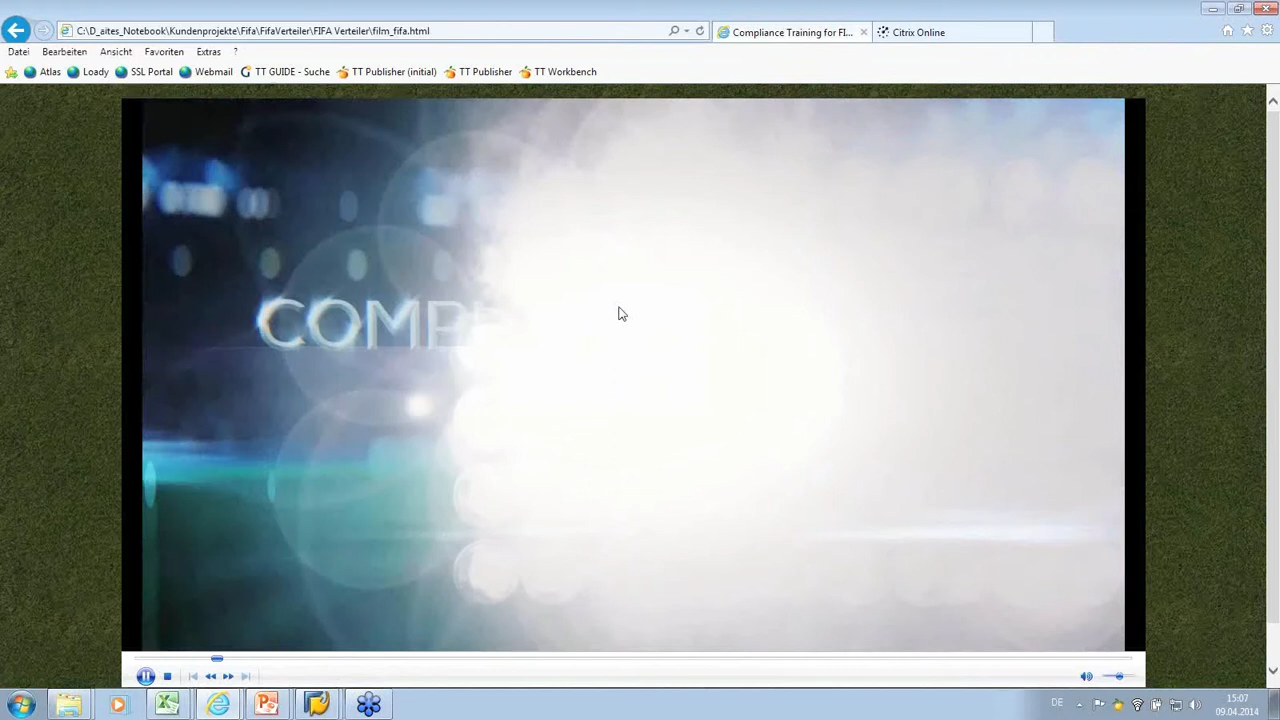 C:\D_aites_Notebook\Kundenprojekte\Fifa\FifaVerteiler\FIFA Verteiler\film_fifa.html
Compliance Training for FI...
Citrix Online
Datei Bearbeiten Ansicht Favoriten Extras ?
Atlas Loady SSL Portal Webmail TT GUIDE - Suche TT Publisher (initial) TT Publisher TT Workbench
COMP
DE
15:07
09.04.2014